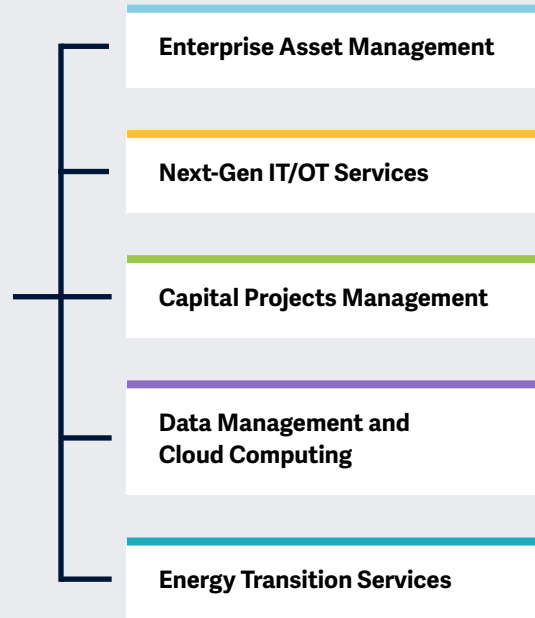 Enterprise Asset Management
Next-Gen IT/OT Services
Capital Projects Management
Data Management and
Cloud Computing
Energy Transition Services